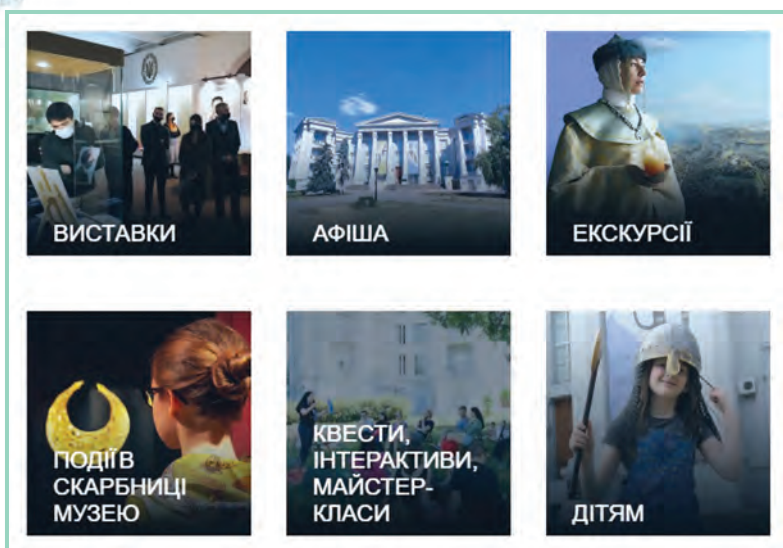 ВИСТАВКИ
АФІША
ЕКСКУРСІЇ
ПОДІЇ В
СКАРБНИЦІ
МУЗЕЮ
КВЕСТИ,
ІНТЕРАКТИВИ,
МАЙСТЕР-
КЛАСИ
ДІТЯМ